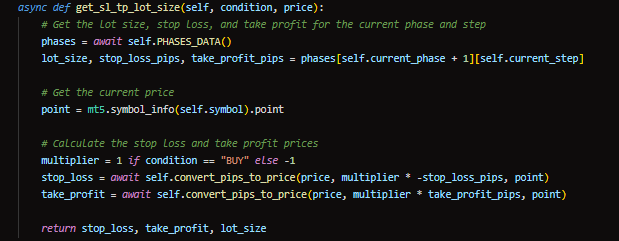 async def get_sl_tp_lot_size(self, condition, price):
# Get the lot size, stop loss, and take profit for the current phase and step
phases = await self.PHASES_DATA()
lot_size, stop_loss_pips, take_profit_pips = phases[self.current_phase + 1][self.current_step]
# Get the current price
point = mt5.symbol_info(self.symbol).point
# Calculate the stop loss and take profit prices
multiplier = 1 if condition == "BUY" else -1
stop_loss = await self.convert_pips_to_price(price, multiplier * -stop_loss_pips, point)
take_profit = await self.convert_pips_to_price(price, multiplier * take_profit_pips, point)
return stop_loss, take_profit, lot_size